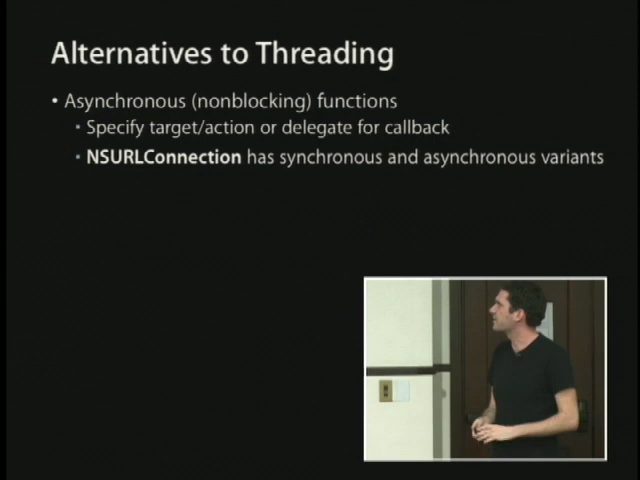 Alternatives to Threading
• Asynchronous (nonblocking) functions
• Specify target/action or delegate for callback
• NSURLConnection has synchronous and asynchronous variants